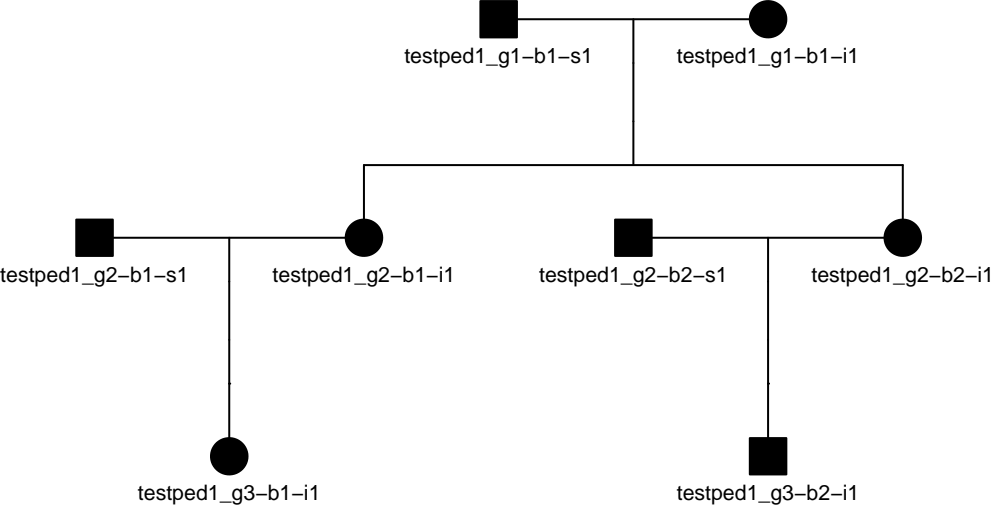 testped1_g1−b1−s1
testped1_g1−b1−i1
testped1_g2−b1−s1
testped1_g2−b1−i1
testped1_g2−b2−s1
testped1_g2−b2−i1
testped1_g3−b1−i1
testped1_g3−b2−i1